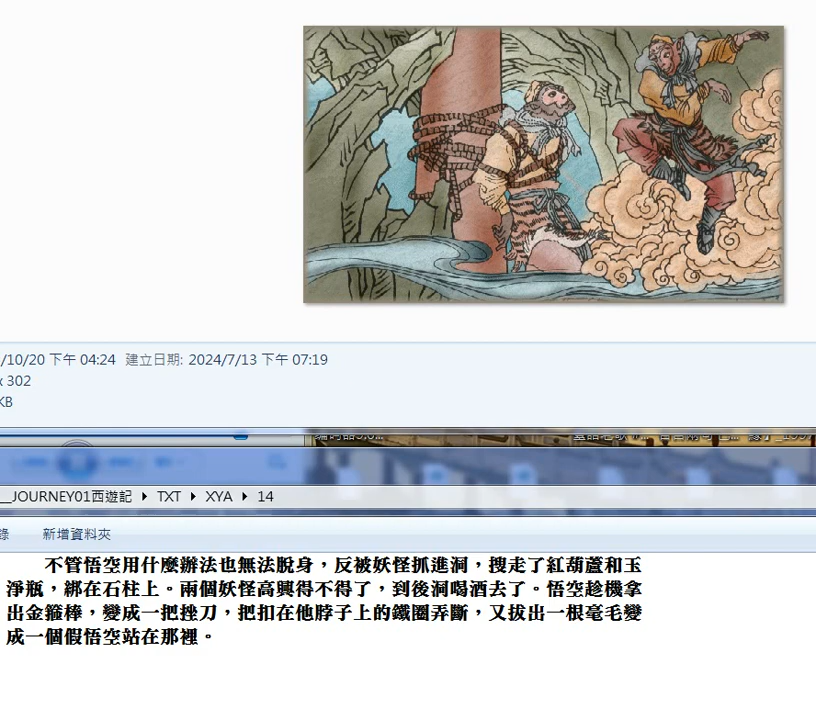 /10/20 下午 04:24 建立日期: 2024/7/13 下午 07:19
x 302
KB
__JOURNEY01西遊記 ▸ TXT ▸ XYA ▸ 14
錄 新增資料夾
不管悟空用什麼辦法也無法脫身，反被妖怪抓進洞，搜走了紅葫蘆和玉
淨瓶，綁在石柱上。兩個妖怪高興得不得了，到後洞喝酒去了。悟空趁機拿
出金箍棒，變成一把挫刀，把扣在他脖子上的鐵圈弄斷，又拔出一根毫毛變
成一個假悟空站在那裡。